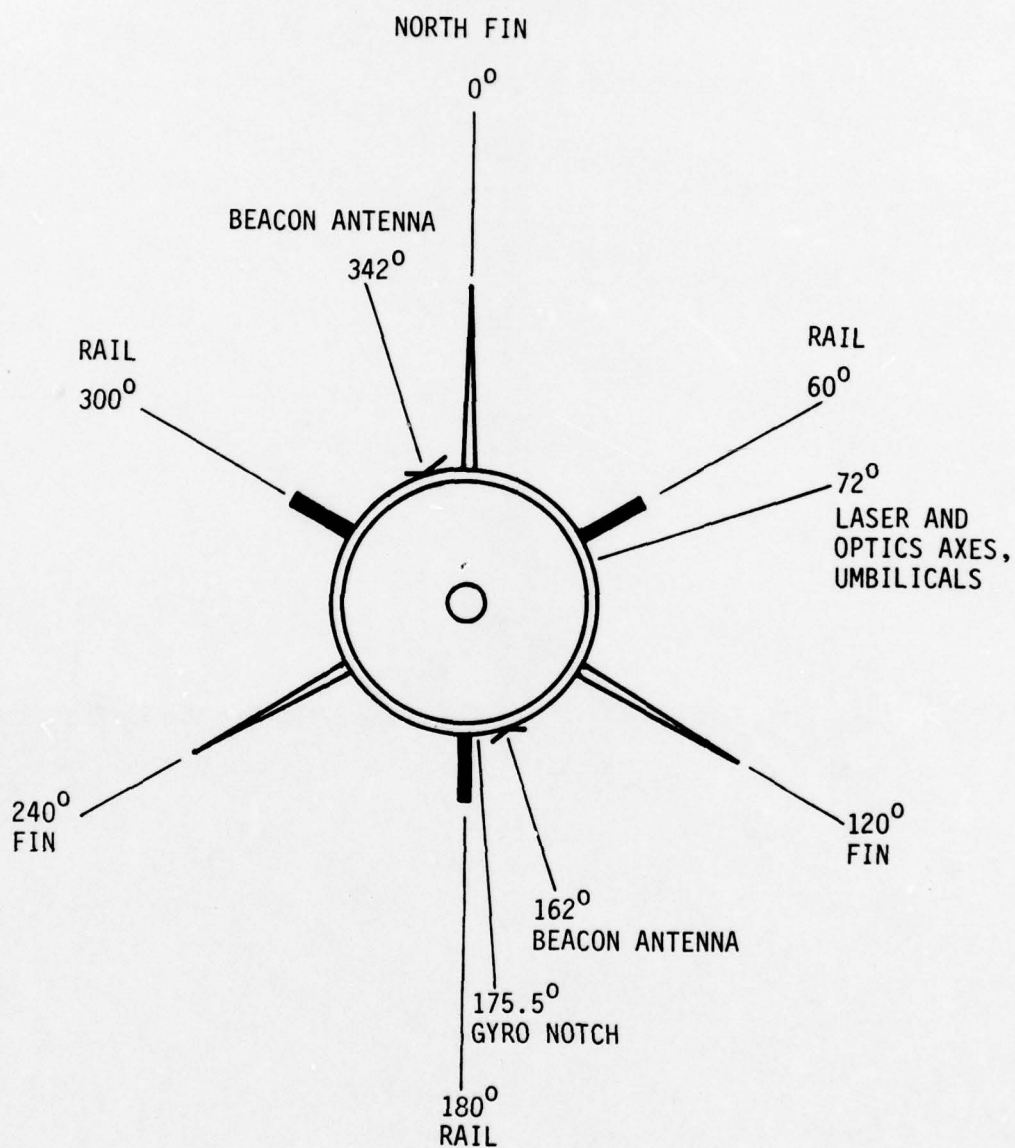 NORTH FIN
0°
BEACON ANTENNA
342°
RAIL
300°
RAIL
60°
72°
LASER AND
OPTICS AXES,
UMBILICALS
240°
FIN
120°
FIN
162°
BEACON ANTENNA
175.5°
GYRO NOTCH
180°
RAIL